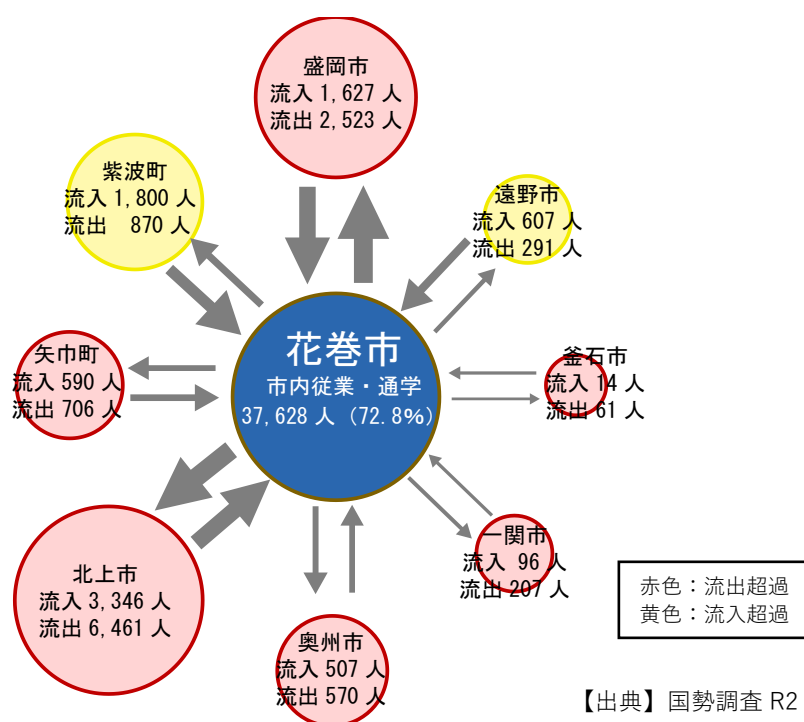 盛岡市
流入 1,627 人
流出 2,523 人
紫波町
流入 1,800 人
流出 870 人
遠野市
流入 607 人
流出 291 人
花巻市
市内従業・通学
37,628 人（72.8%）
矢巾町
流入 590 人
流出 706 人
釜石市
流入 14 人
流出 61 人
北上市
流入 3,346 人
流出 6,461 人
一関市
流入 96 人
流出 207 人
奥州市
流入 507 人
流出 570 人
赤色：流出超過
黄色：流入超過
【出典】国勢調査 R2